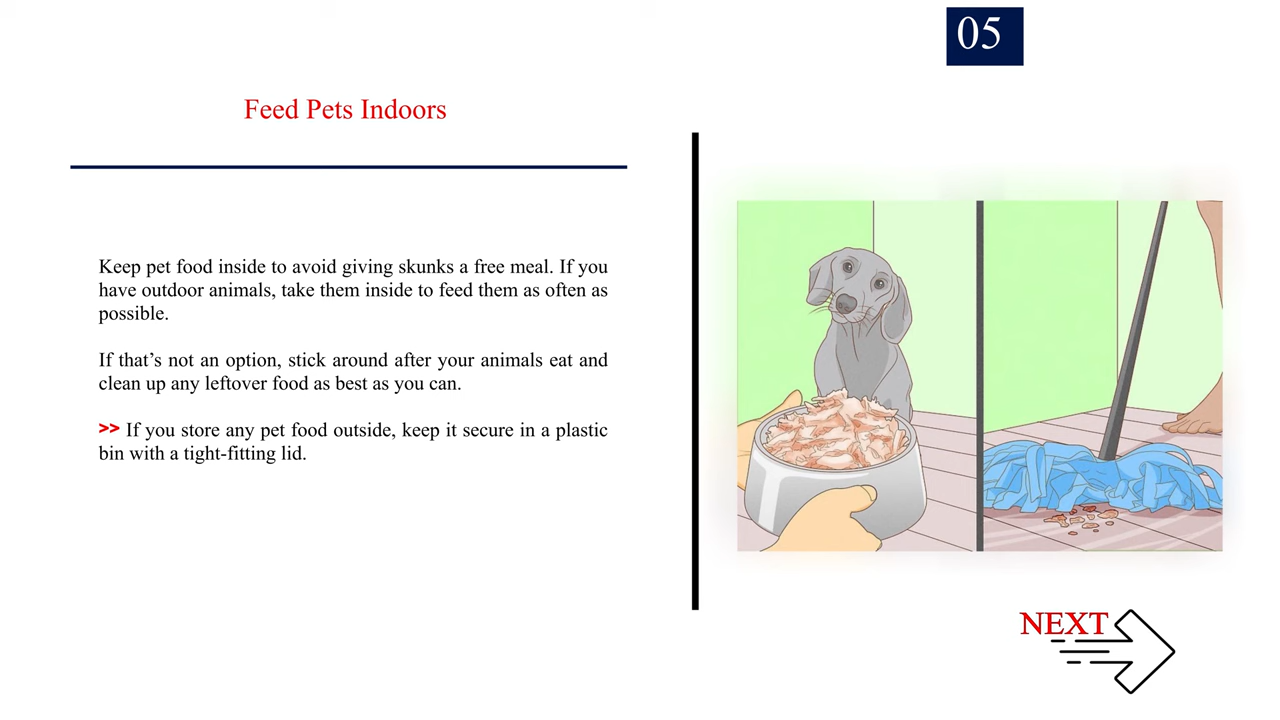 05
Feed Pets Indoors
Keep pet food inside to avoid giving skunks a free meal. If you
have outdoor animals, take them inside to feed them as often as
possible.
If that’s not an option, stick around after your animals eat and
clean up any leftover food as best as you can.
>> If you store any pet food outside, keep it secure in a plastic
bin with a tight-fitting lid.
NEXT